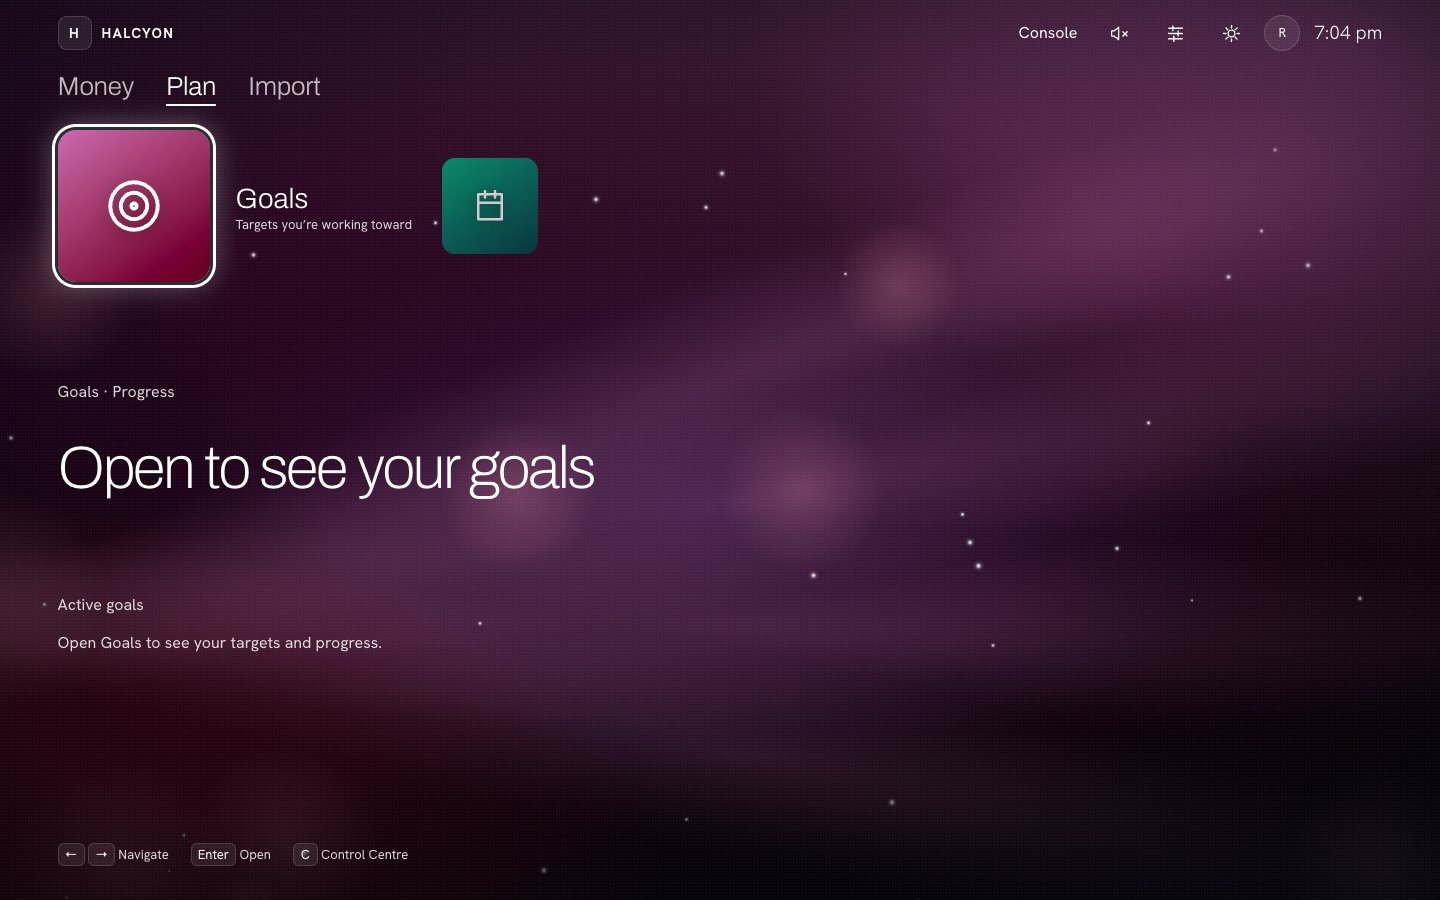 H HALCYON
Console R 7:04 pm
Money Plan Import
Goals
Targets you’re working toward
Goals · Progress
Open to see your goals
Active goals
Open Goals to see your targets and progress.
← → Navigate Enter Open C Control Centre